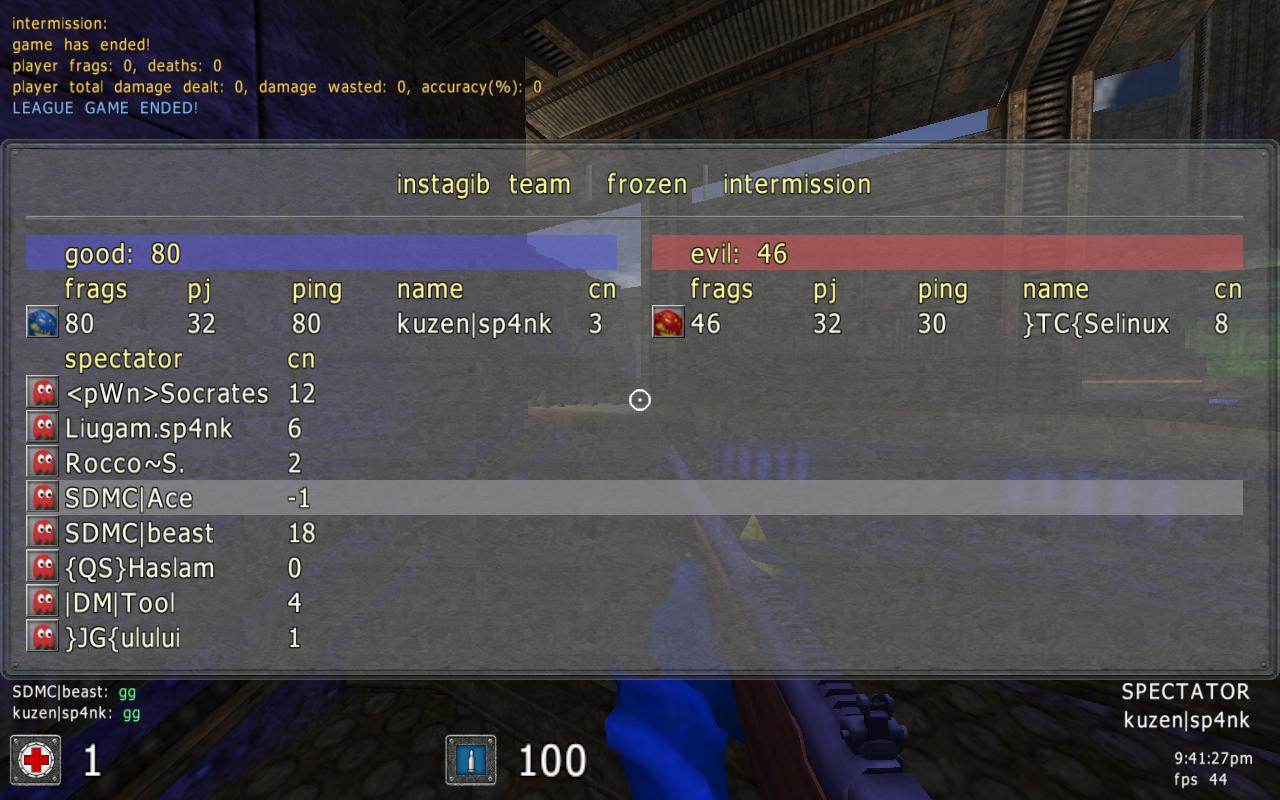 intermission:
game has ended!
player frags: 0, deaths: 0
player total damage dealt: 0, damage wasted: 0, accuracy(%): 0
LEAGUE GAME ENDED!
instagib team | frozen | intermission
good: 80
frags pj ping name cn
80 32 80 kuzen|sp4nk 3
evil: 46
frags pj ping name cn
46 32 30 }TC{Selinux 8
spectator cn
<pWn>Socrates 12
Liugam.sp4nk 6
Rocco~S. 2
SDMC|Ace -1
SDMC|beast 18
{QS}Haslam 0
|DM|Tool 4
}JG{ulului 1
SDMC|beast: gg
kuzen|sp4nk: gg
SPECTATOR
kuzen|sp4nk
1
100
9:41:27pm
fps 44